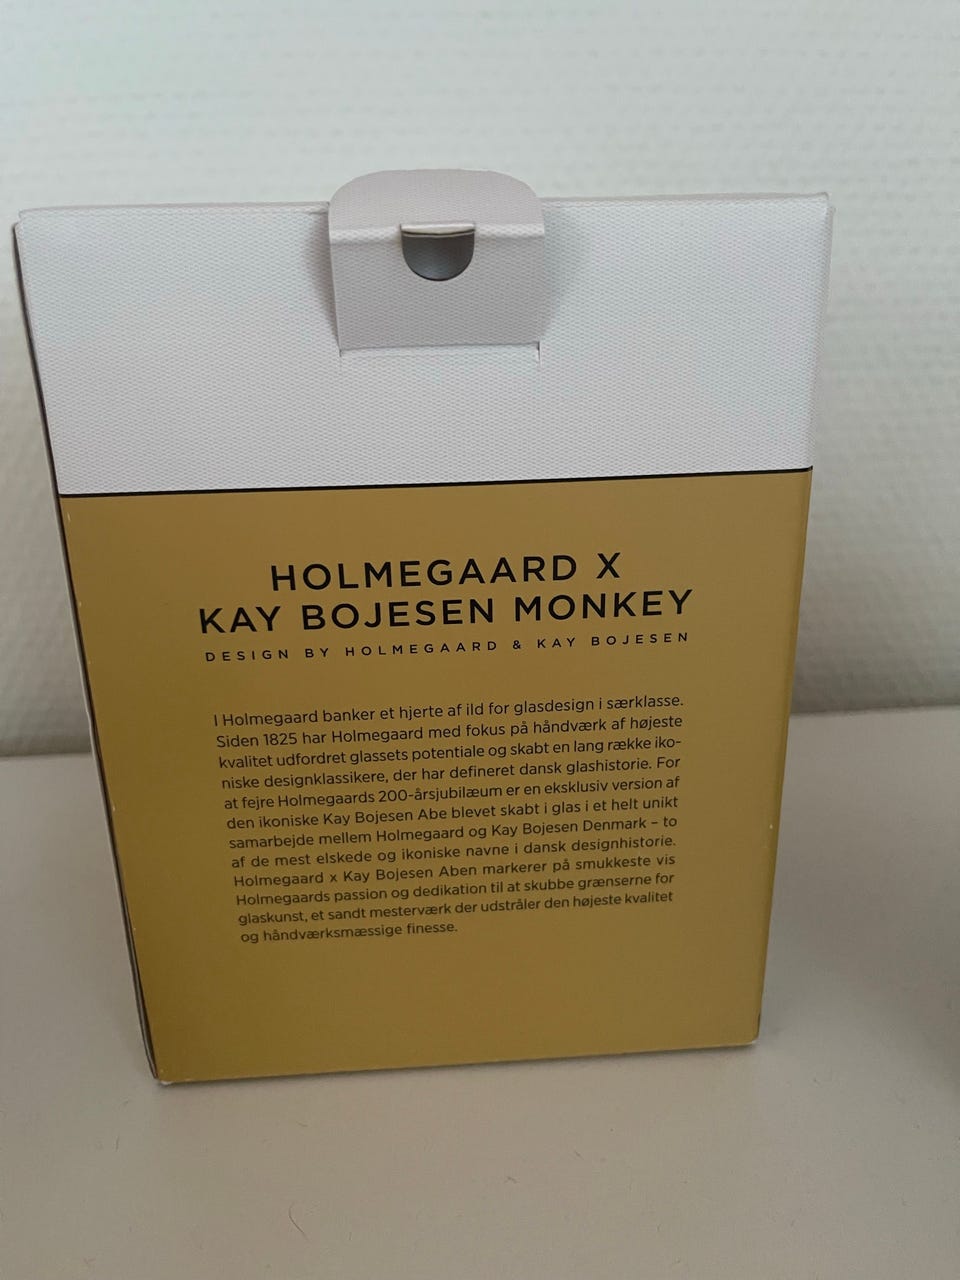 HOLMEGAARD X
KAY BOJESEN MONKEY
DESIGN BY HOLMEGAARD & KAY BOJESEN
I Holmegaard banker et hjerte af ild for glasdesign i særklasse.
Siden 1825 har Holmegaard med fokus på håndværk af højeste
kvalitet udfordret glassets potentiale og skabt en lang række iko-
niske designklassikere, der har defineret dansk glashistorie. For
at fejre Holmegaards 200-årsjubilæum er en eksklusiv version af
den ikoniske Kay Bojesen Abe blevet skabt i glas i et helt unikt
samarbejde mellem Holmegaard og Kay Bojesen Denmark – to
af de mest elskede og ikoniske navne i dansk designhistorie.
Holmegaard x Kay Bojesen Aben markerer på smukkeste vis
Holmegaards passion og dedikation til at skubbe grænserne for
glaskunst, et sandt mesterværk der udstråler den højeste kvalitet
og håndværksmæssige finesse.